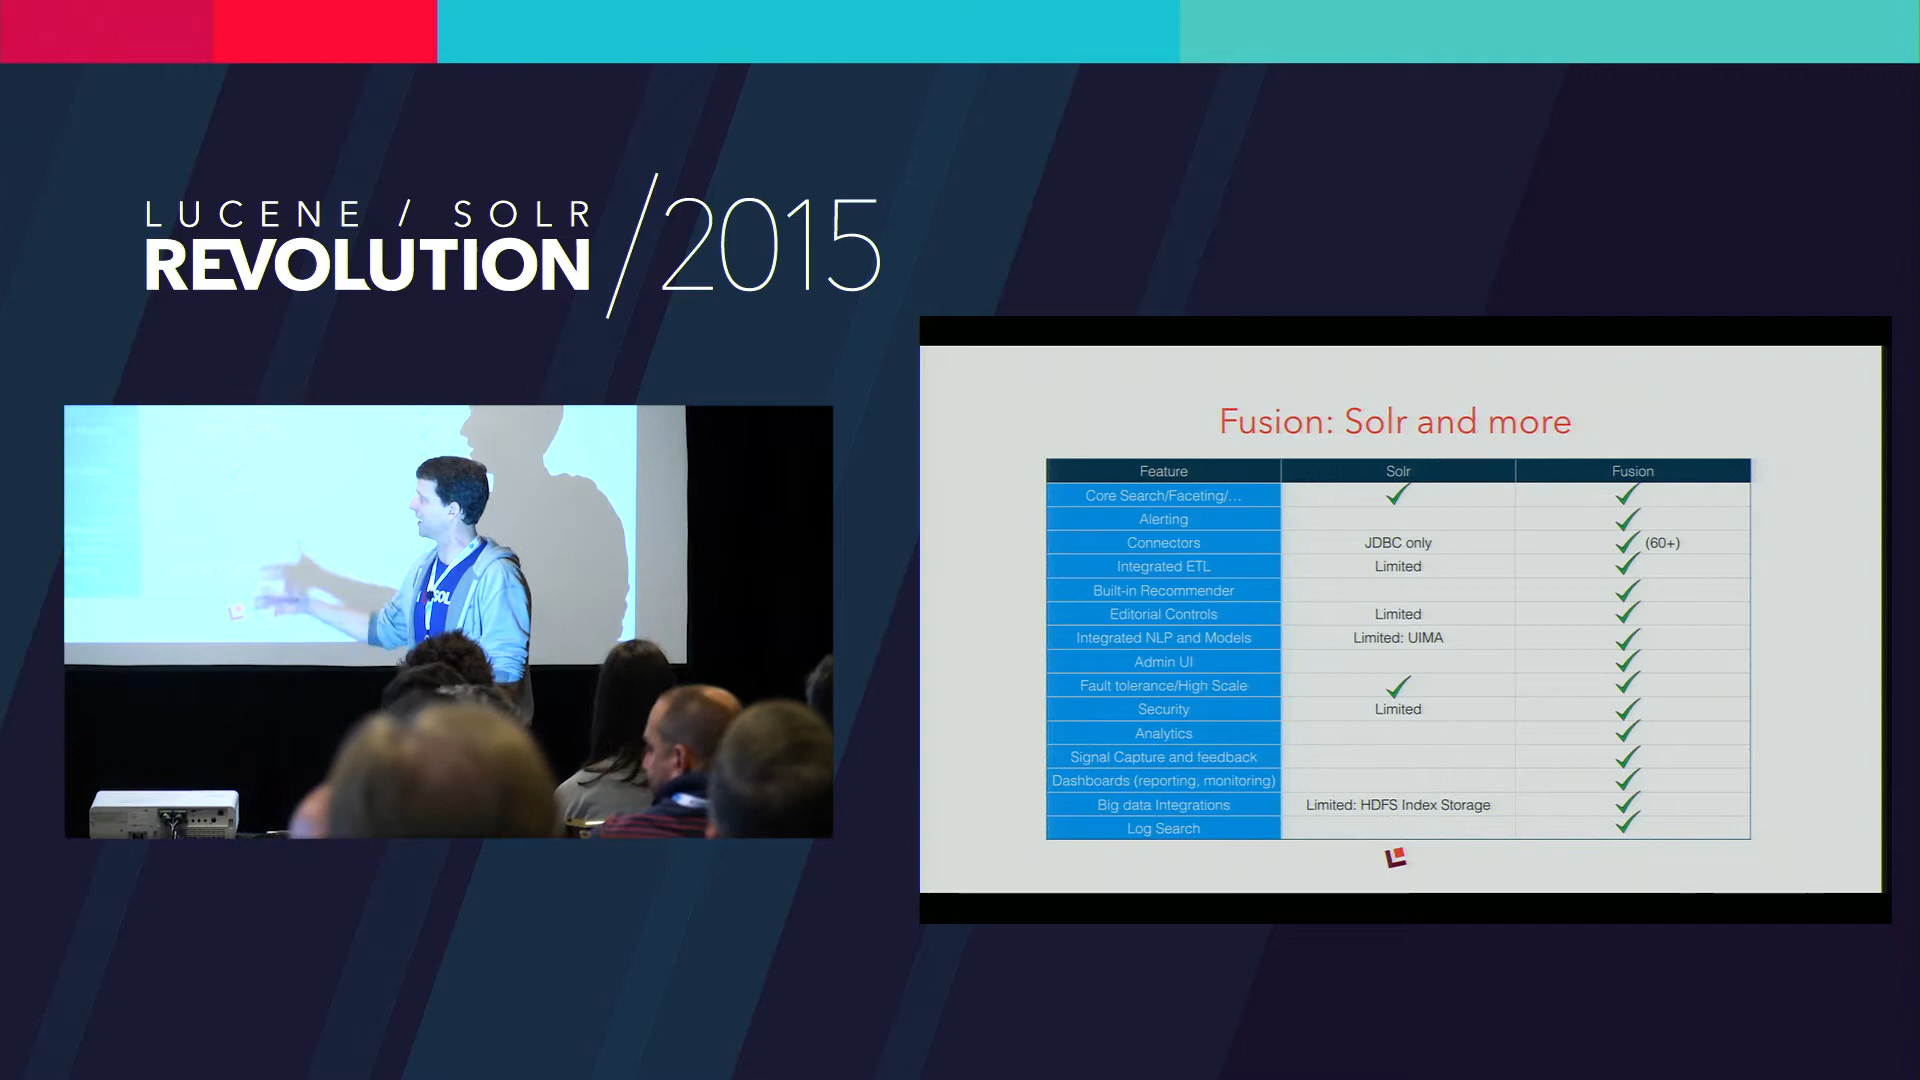 LUCENE / SOLR
REVOLUTION /2015
SOL
Fusion: Solr and more
Feature Solr Fusion
Core Search/Faceting/...
Alerting
Connectors JDBC only (60+)
Integrated ETL Limited
Built-in Recommender
Editorial Controls Limited
Integrated NLP and Models Limited: UIMA
Admin UI
Fault tolerance/High Scale
Security Limited
Analytics
Signal Capture and feedback
Dashboards (reporting, monitoring)
Big data Integrations Limited: HDFS Index Storage
Log Search